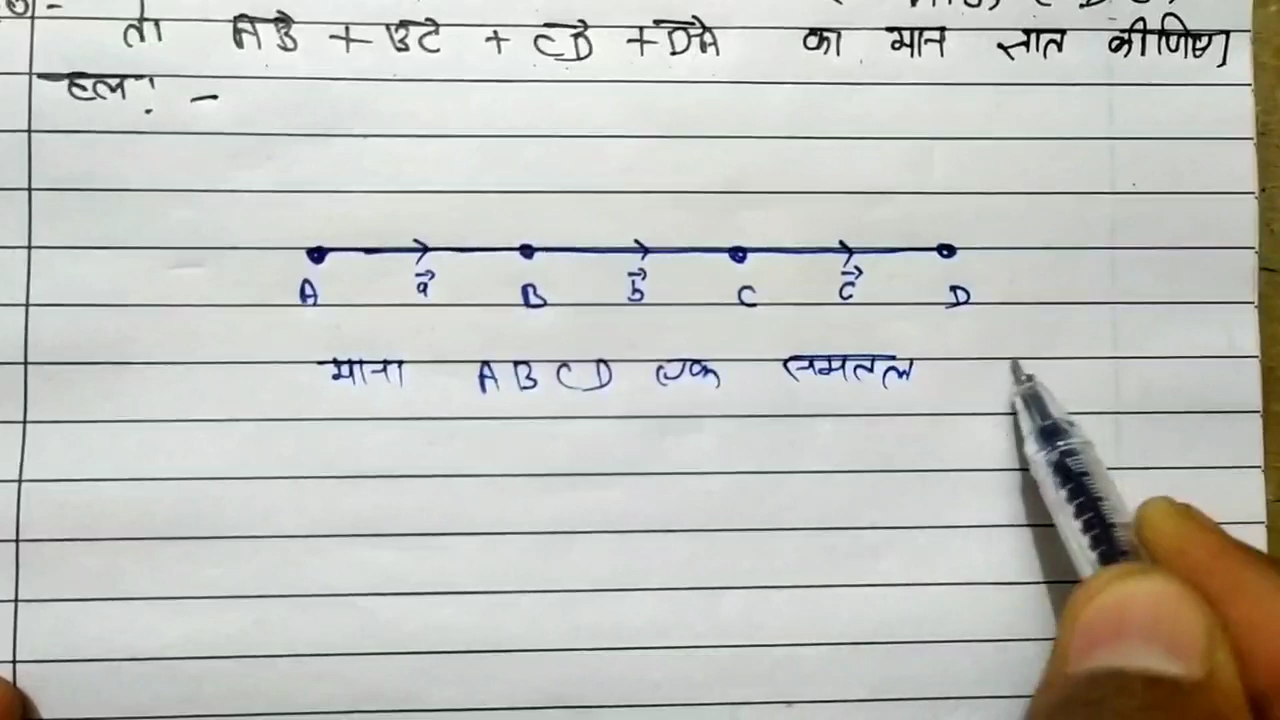 तो AB + BC + CD + DA का मान ज्ञात कीजिए
हल: -
A a B b C c D
माना ABCD एक समतल